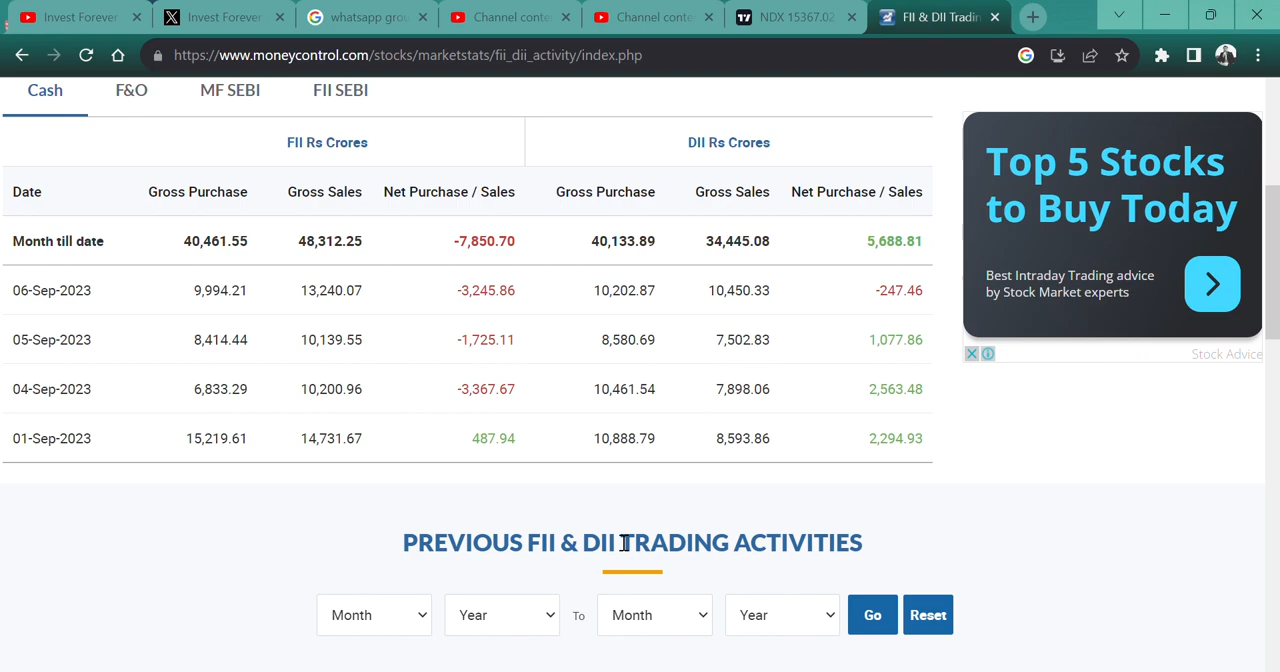 Invest Forever
Invest Forever
whatsapp grou
Channel conte
Channel conte
NDX 15367.02
FII & DII Tradin
https://www.moneycontrol.com/stocks/marketstats/fii_dii_activity/index.php
Cash F&O MF SEBI FII SEBI
FII Rs Crores DII Rs Crores
Date Gross Purchase Gross Sales Net Purchase / Sales Gross Purchase Gross Sales Net Purchase / Sales
Month till date 40,461.55 48,312.25 -7,850.70 40,133.89 34,445.08 5,688.81
06-Sep-2023 9,994.21 13,240.07 -3,245.86 10,202.87 10,450.33 -247.46
05-Sep-2023 8,414.44 10,139.55 -1,725.11 8,580.69 7,502.83 1,077.86
04-Sep-2023 6,833.29 10,200.96 -3,367.67 10,461.54 7,898.06 2,563.48
01-Sep-2023 15,219.61 14,731.67 487.94 10,888.79 8,593.86 2,294.93
Top 5 Stocks
to Buy Today
Best Intraday Trading advice
by Stock Market experts
Stock Advice
PREVIOUS FII & DII TRADING ACTIVITIES
Month Year To Month Year Go Reset